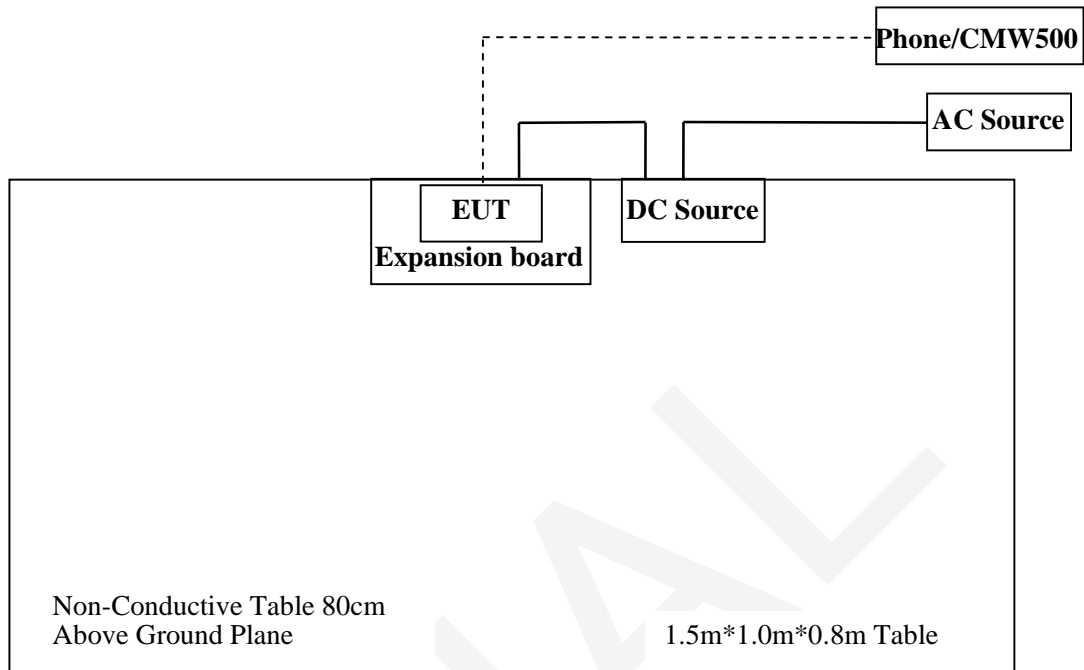 Phone/CMW500
AC Source
EUT
DC Source
Expansion board
Non-Conductive Table 80cm
Above Ground Plane
1.5m*1.0m*0.8m Table